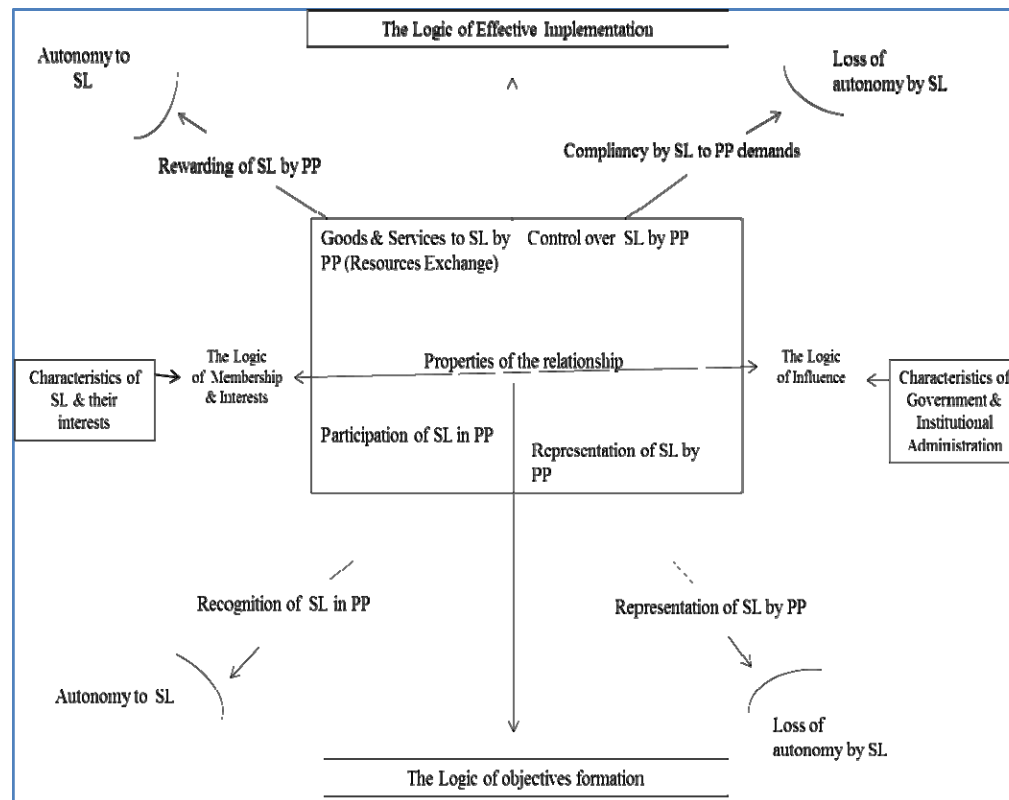 The Logic of Effective Implementation
Autonomy to
SL
Loss of
autonomy by SL
Rewarding of SL by PP
Compliancy by SL to PP demands
Goods & Services to SL by
PP (Resources Exchange)
Control over SL by PP
Properties of the relationship
The Logic
of Membership
& Interests
The Logic
of Influence
Characteristics of
SL & their
interests
Characteristics of
Government &
Institutional
Administration
Participation of SL in PP
Representation of SL by
PP
Recognition of SL in PP
Representation of SL by PP
Autonomy to SL
Loss of
autonomy by SL
The Logic of objectives formation